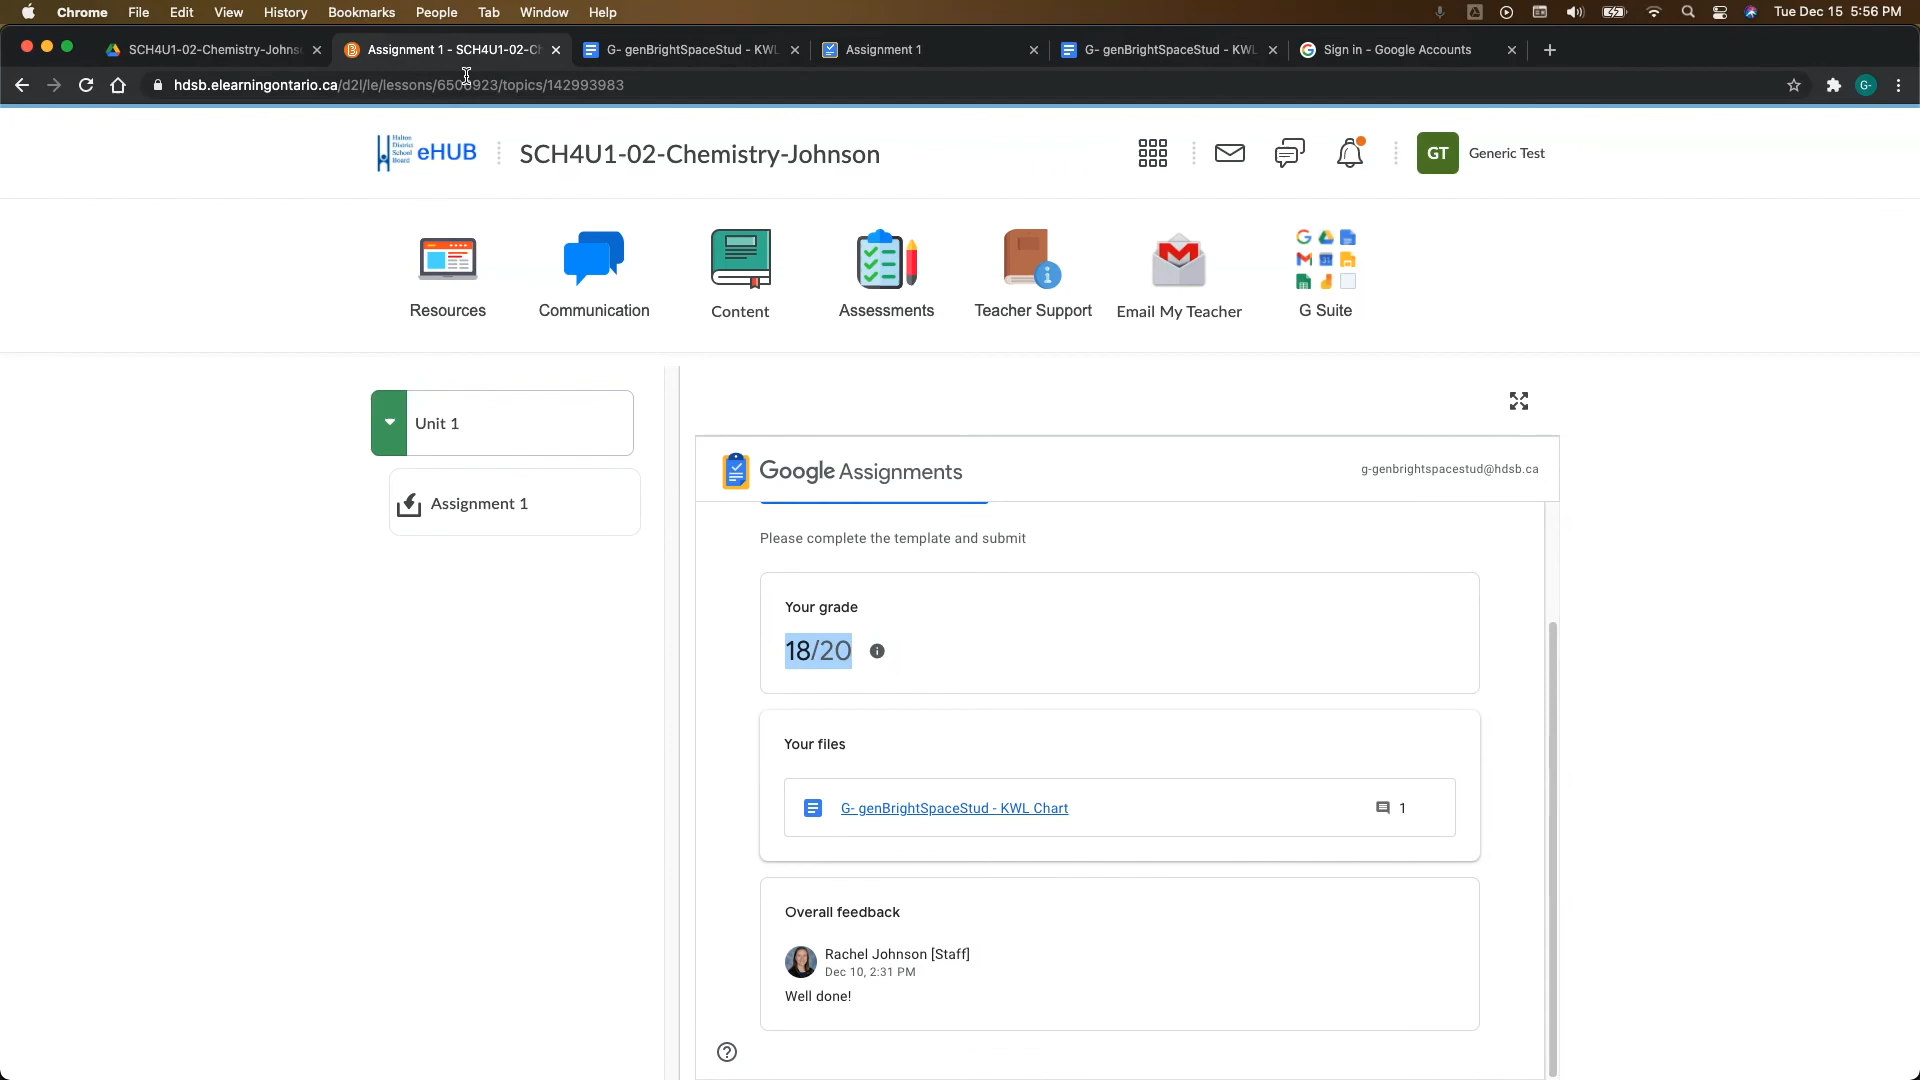 Chrome File Edit View History Bookmarks People Tab Window Help Tue Dec 15 5:56 PM
SCH4U1-02-Chemistry-Johns Assignment 1 - SCH4U1-02-Ch G- genBrightSpaceStud - KWL Assignment 1 G- genBrightSpaceStud - KWL Sign in - Google Accounts
hdsb.elearningontario.ca/d2l/le/lessons/6506923/topics/142993983 G-
Halton District School Board eHUB SCH4U1-02-Chemistry-Johnson GT Generic Test
Resources Communication Content Assessments Teacher Support Email My Teacher G Suite
Unit 1
Assignment 1
Google Assignments g-genbrightspacestud@hdsb.ca
Please complete the template and submit
Your grade
18/20
Your files
G- genBrightSpaceStud - KWL Chart 1
Overall feedback
Rachel Johnson [Staff]
Dec 10, 2:31 PM
Well done!